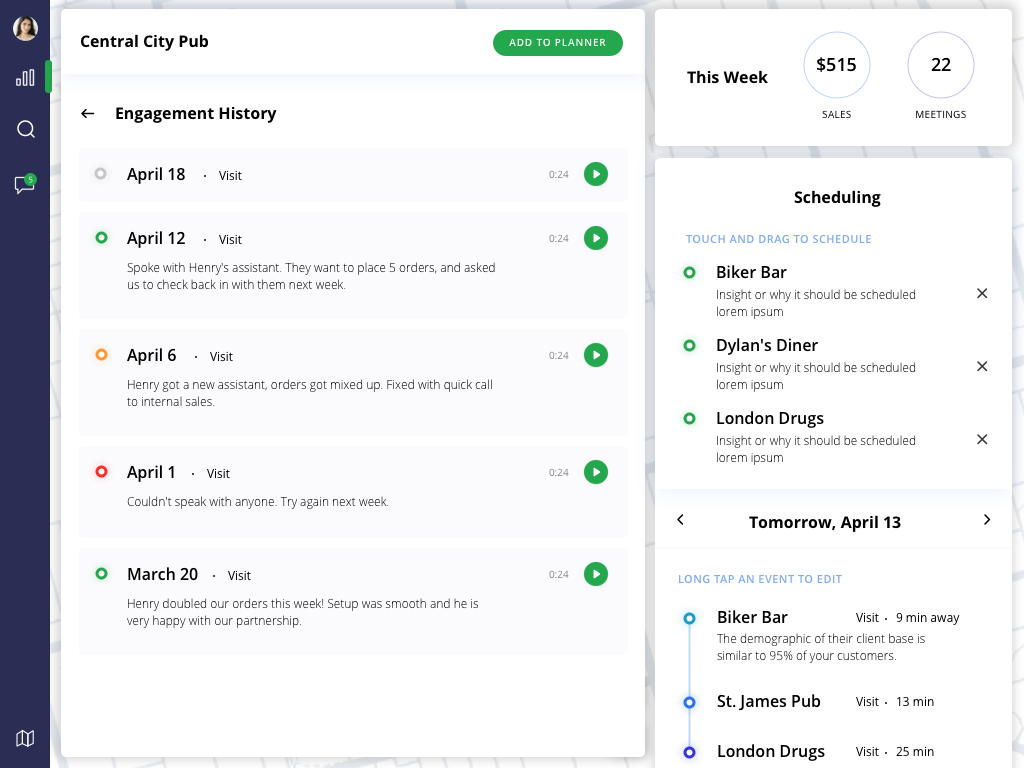 5
Central City Pub
ADD TO PLANNER
Engagement History
April 18 · Visit 0:24
April 12 · Visit 0:24
Spoke with Henry's assistant. They want to place 5 orders, and asked
us to check back in with them next week.
April 6 · Visit 0:24
Henry got a new assistant, orders got mixed up. Fixed with quick call
to internal sales.
April 1 · Visit 0:24
Couldn't speak with anyone. Try again next week.
March 20 · Visit 0:24
Henry doubled our orders this week! Setup was smooth and he is
very happy with our partnership.
This Week
$515
SALES
22
MEETINGS
Scheduling
TOUCH AND DRAG TO SCHEDULE
Biker Bar
Insight or why it should be scheduled
lorem ipsum
Dylan's Diner
Insight or why it should be scheduled
lorem ipsum
London Drugs
Insight or why it should be scheduled
lorem ipsum
Tomorrow, April 13
LONG TAP AN EVENT TO EDIT
Biker Bar Visit · 9 min away
The demographic of their client base is
similar to 95% of your customers.
St. James Pub Visit · 13 min
London Drugs Visit · 25 min